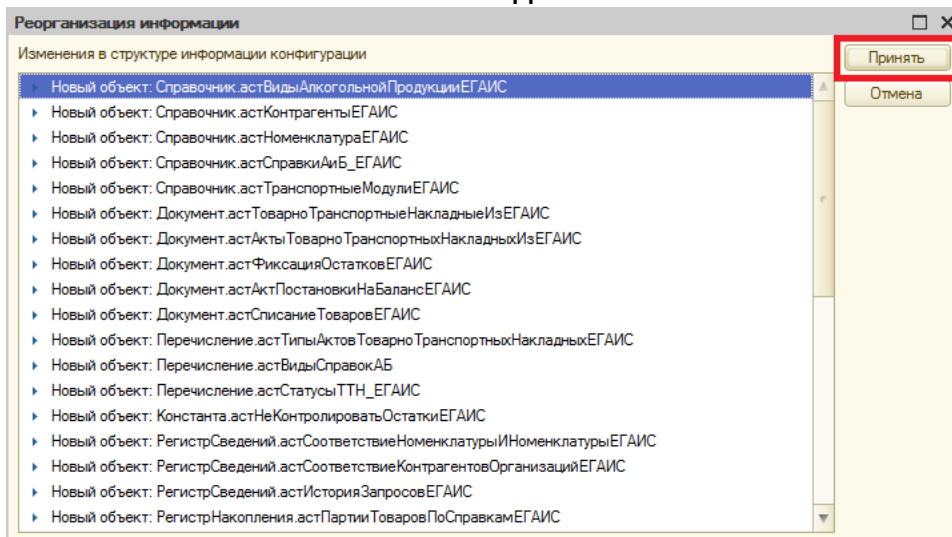 Реорганизация информации
Изменения в структуре информации конфигурации
Принять
Новый объект: Справочник.астВидыАлкогольнойПродукцииЕГАИС
Отмена
Новый объект: Справочник.астКонтрагентыЕГАИС
Новый объект: Справочник.астНоменклатураЕГАИС
Новый объект: Справочник.астСправкиАиБ_ЕГАИС
Новый объект: Справочник.астТранспортныеМодулиЕГАИС
Новый объект: Документ.астТоварноТранспортныеНакладныеИзЕГАИС
Новый объект: Документ.астАктыТоварноТранспортныхНакладныхИзЕГАИС
Новый объект: Документ.астФиксацияОстатковЕГАИС
Новый объект: Документ.астАктПостановкиНаБалансЕГАИС
Новый объект: Документ.астСписаниеТоваровЕГАИС
Новый объект: Перечисление.астТипыАктовТоварноТранспортныхНакладныхЕГАИС
Новый объект: Перечисление.астВидыСправокАБ
Новый объект: Перечисление.астСтатусыТТН_ЕГАИС
Новый объект: Константа.астНеКонтролироватьОстаткиЕГАИС
Новый объект: РегистрСведений.астСоответствиеНоменклатурыИНоменклатурыЕГАИС
Новый объект: РегистрСведений.астСоответствиеКонтрагентовОрганизацийЕГАИС
Новый объект: РегистрСведений.астИсторияЗапросовЕГАИС
Новый объект: РегистрНакопления.астПартииТоваровПоСправкамЕГАИС